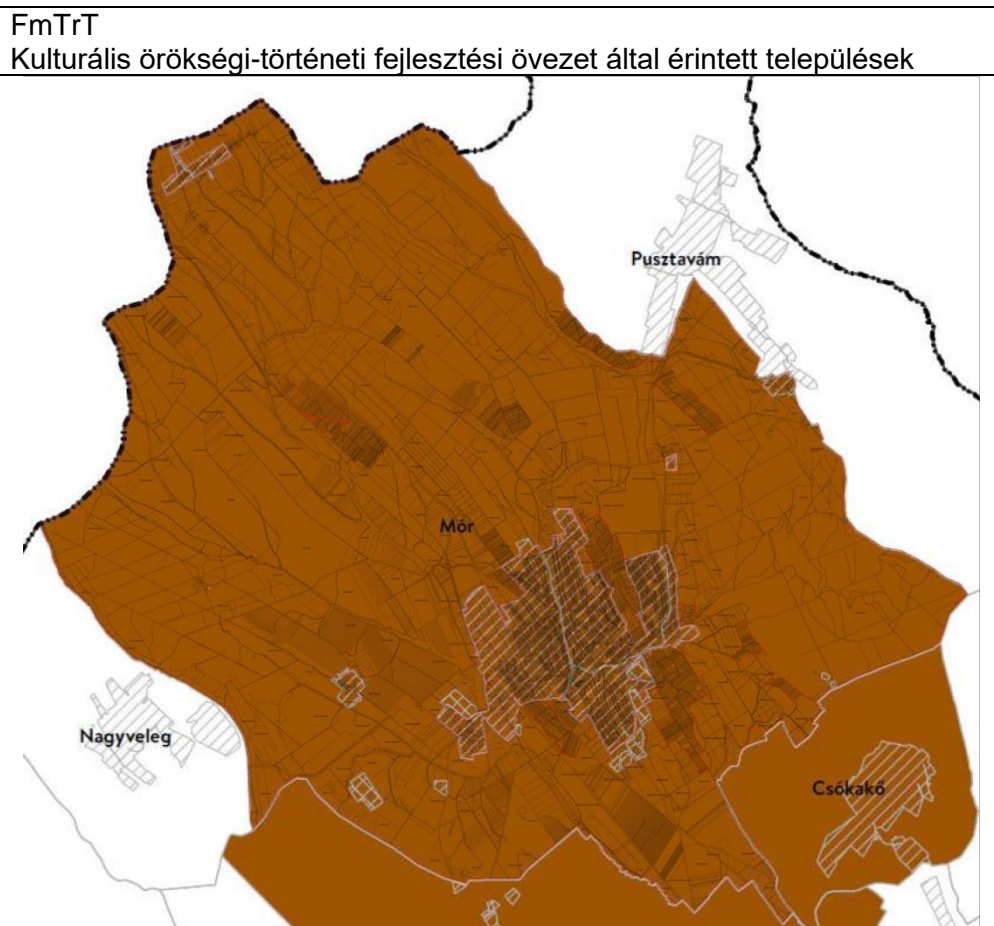 FmTrT
Kulturális örökségi-történeti fejlesztési övezet által érintett települések
Pusztavám
Mór
Nagyveleg
Csókakő